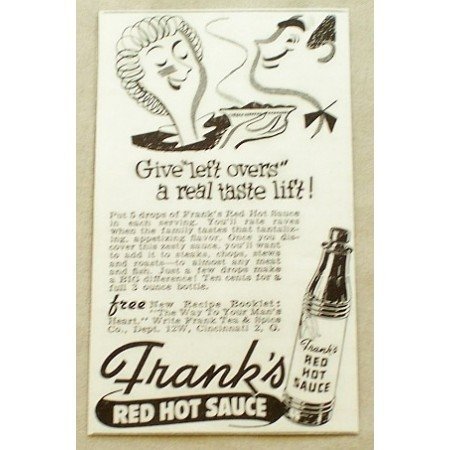 Give "left overs"
a real taste lift!
Put 5 drops of Frank's Red Hot Sauce
in each serving. You'll rate raves
when the family tastes that tantaliz-
ing, appetizing flavor. Once you dis-
cover this zesty sauce, you'll want
to add it to steaks, chops, stews
and roasts—to almost any meat
and fish. Just a few drops make
a BIG difference! Ten cents for a
full 3 ounce bottle.
free New Recipe Booklet:
"The Way To Your Man's
Heart." Write Frank Tea & Spice
Co., Dept. 12W, Cincinnati 2, O.
Frank's
RED HOT SAUCE
Frank's
RED
HOT
SAUCE